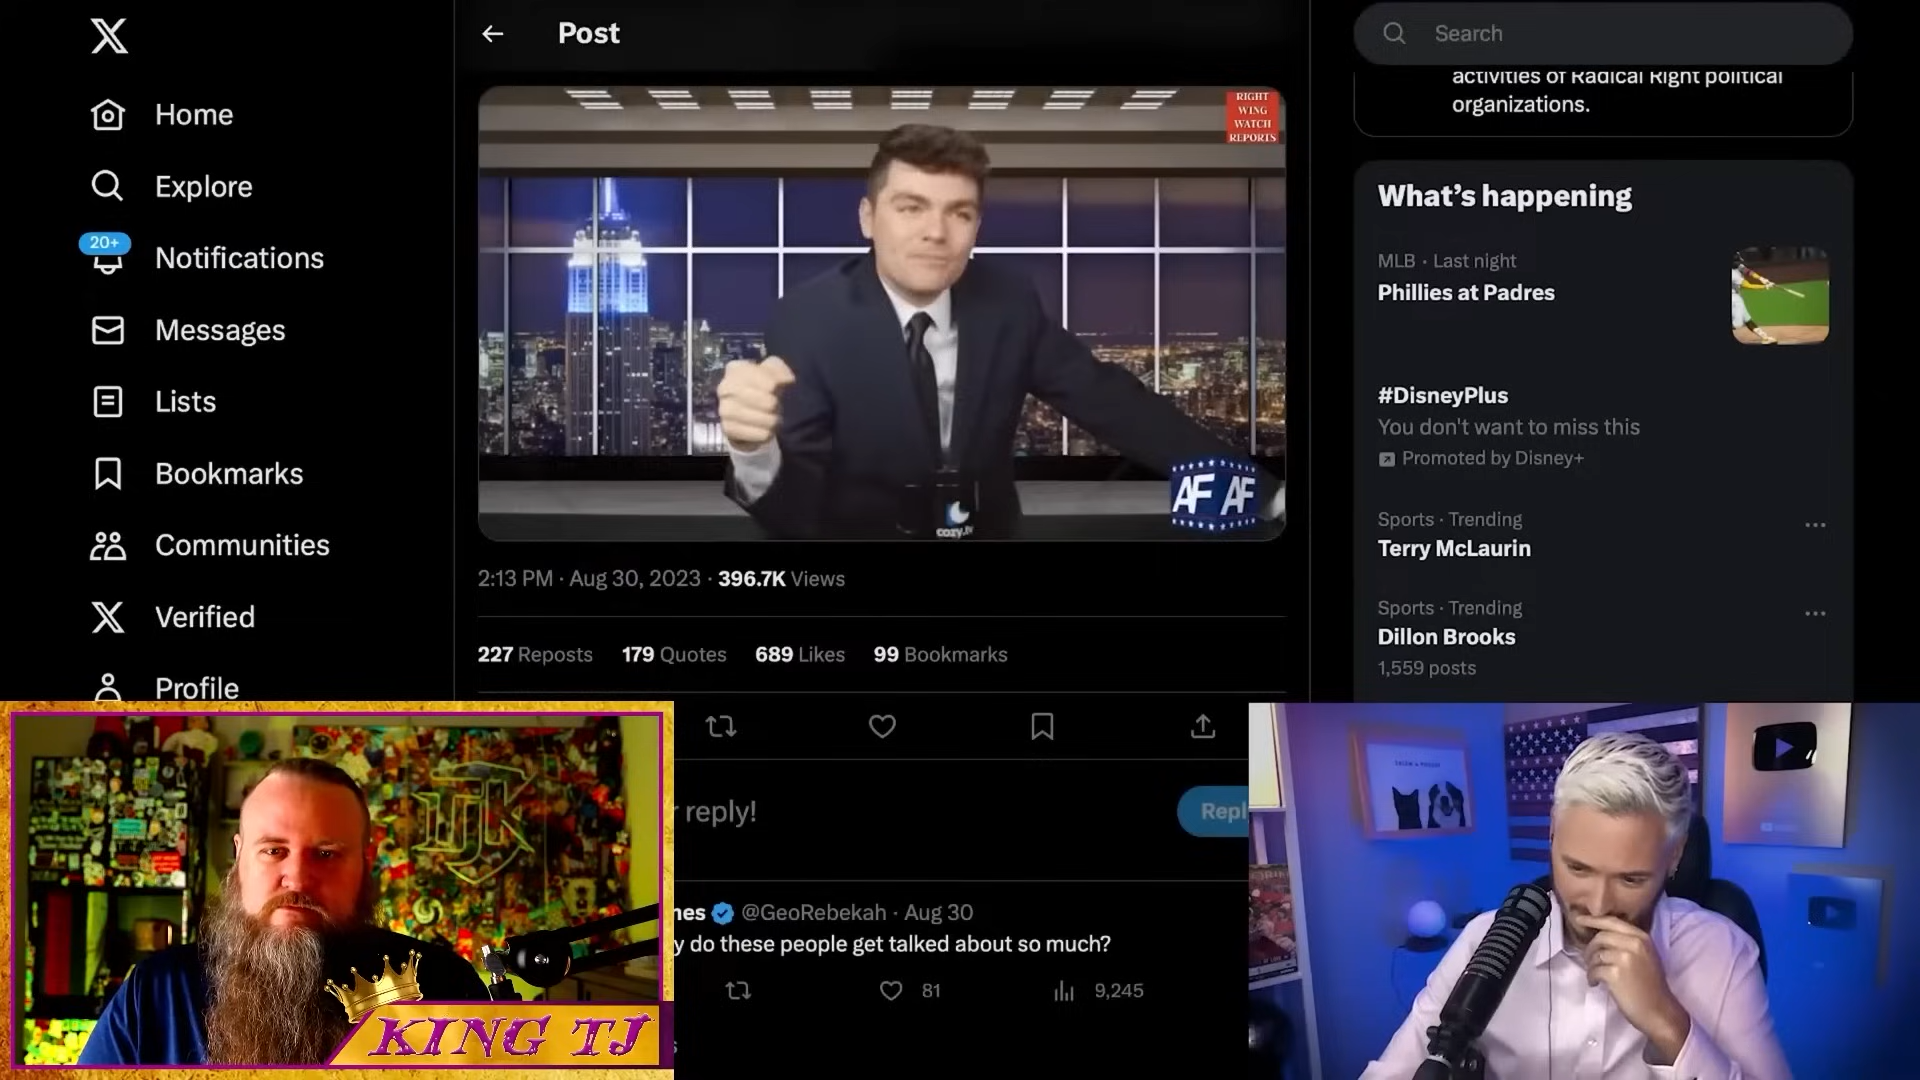 Home
Explore
20+
Notifications
Messages
Lists
Bookmarks
Communities
Verified
Profile
Post
RIGHT
WING
WATCH
REPORTS
AF AF
cozy.tv
2:13 PM · Aug 30, 2023 · 396.7K Views
227 Reposts 179 Quotes 689 Likes 99 Bookmarks
r reply!
Repl
nes @GeoRebekah · Aug 30
y do these people get talked about so much?
81 9,245
Search
activities of Radical Right political
organizations.
What's happening
MLB · Last night
Phillies at Padres
#DisneyPlus
You don't want to miss this
Promoted by Disney+
Sports · Trending
Terry McLaurin
Sports · Trending
Dillon Brooks
1,559 posts
TJK
KING TJ